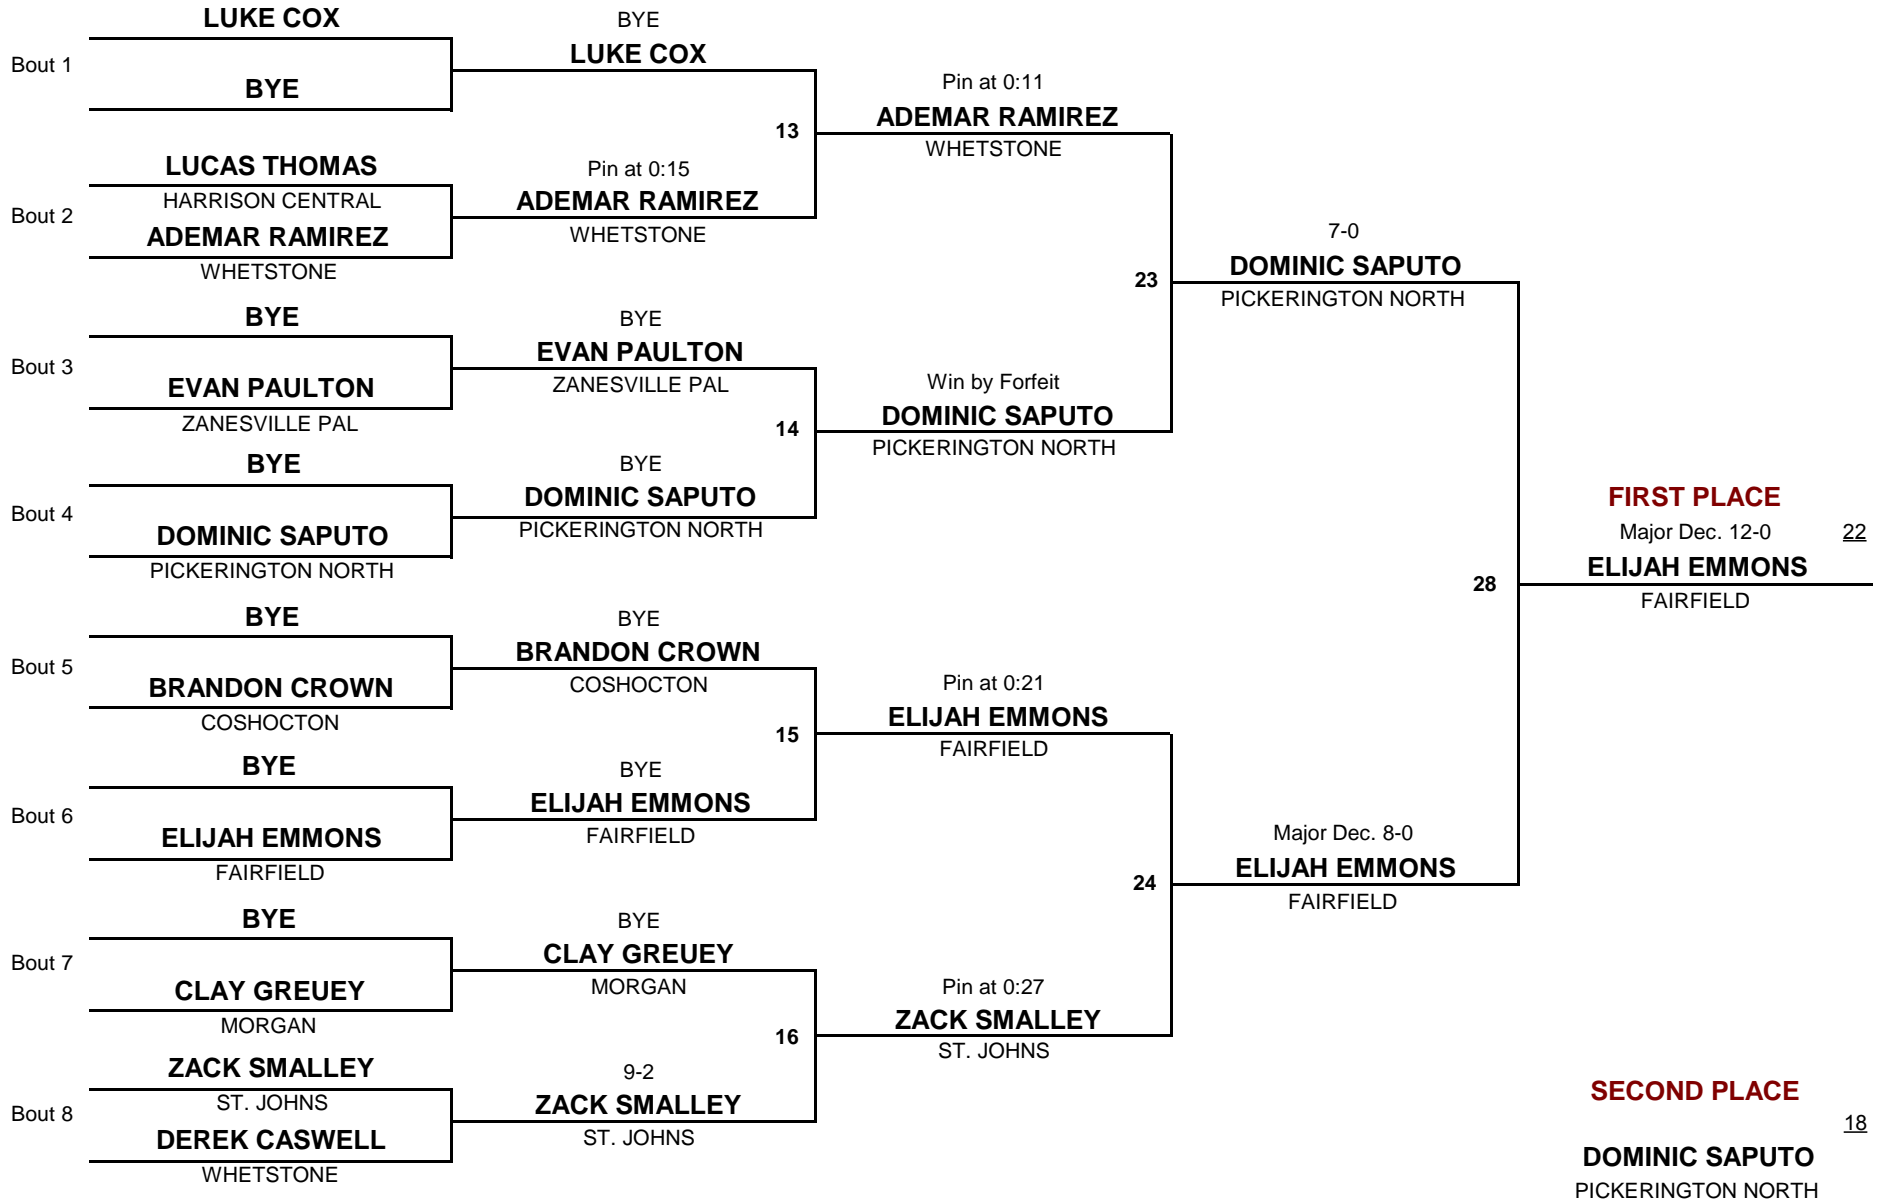 LUKE COX
Bout 1
BYE
LUCAS THOMAS
HARRISON CENTRAL
Bout 2
ADEMAR RAMIREZ
WHETSTONE
BYE
Bout 3
EVAN PAULTON
ZANESVILLE PAL
BYE
Bout 4
DOMINIC SAPUTO
PICKERINGTON NORTH
BYE
Bout 5
BRANDON CROWN
COSHOCTON
BYE
Bout 6
ELIJAH EMMONS
FAIRFIELD
BYE
Bout 7
CLAY GREUEY
MORGAN
ZACK SMALLEY
ST. JOHNS
Bout 8
DEREK CASWELL
WHETSTONE
BYE
LUKE COX
13
Pin at 0:15
ADEMAR RAMIREZ
WHETSTONE
BYE
EVAN PAULTON
ZANESVILLE PAL
14
BYE
DOMINIC SAPUTO
PICKERINGTON NORTH
BYE
BRANDON CROWN
COSHOCTON
15
BYE
ELIJAH EMMONS
FAIRFIELD
BYE
CLAY GREUEY
MORGAN
16
9-2
ZACK SMALLEY
ST. JOHNS
Pin at 0:11
ADEMAR RAMIREZ
WHETSTONE
23
Win by Forfeit
DOMINIC SAPUTO
PICKERINGTON NORTH
Pin at 0:21
ELIJAH EMMONS
FAIRFIELD
24
Pin at 0:27
ZACK SMALLEY
ST. JOHNS
7-0
DOMINIC SAPUTO
PICKERINGTON NORTH
28
Major Dec. 8-0
ELIJAH EMMONS
FAIRFIELD
FIRST PLACE
Major Dec. 12-0 22
ELIJAH EMMONS
FAIRFIELD
SECOND PLACE
18
DOMINIC SAPUTO
PICKERINGTON NORTH